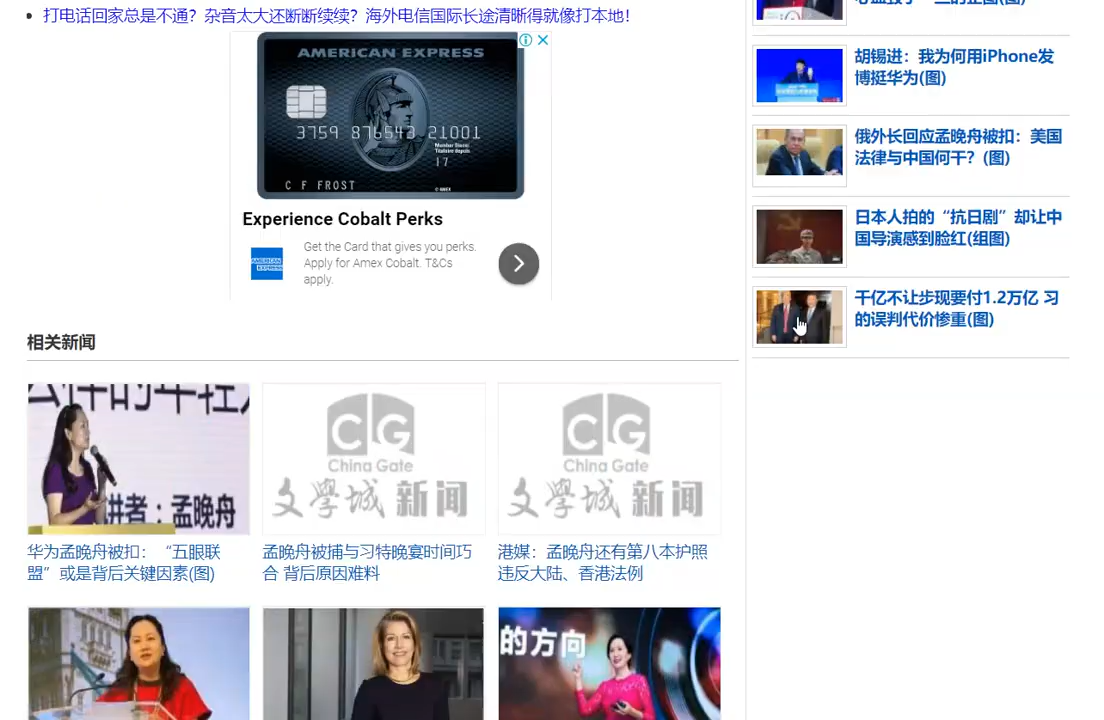 打电话回家总是不通？杂音太大还断断续续？海外电信国际长途清晰得就像打本地！
AMERICAN EXPRESS
3759 876543 21001
Member Since
Titulaire depuis
17
C F FROST
© AMEX
Experience Cobalt Perks
AMERICAN
EXPRESS
Get the Card that gives you perks.
Apply for Amex Cobalt. T&Cs
apply.
相关新闻
讲者：孟晚舟
华为孟晚舟被扣：“五眼联
盟”或是背后关键因素(图)
CG
China Gate
文學城 新闻
孟晚舟被捕与习特晚宴时间巧
合 背后原因难料
CG
China Gate
文學城 新闻
港媒：孟晚舟还有第八本护照
违反大陆、香港法例
的方向
胡锡进：我为何用iPhone发
博挺华为(图)
俄外长回应孟晚舟被扣：美国
法律与中国何干？(图)
日本人拍的“抗日剧”却让中
国导演感到脸红(组图)
千亿不让步现要付1.2万亿 习
的误判代价惨重(图)